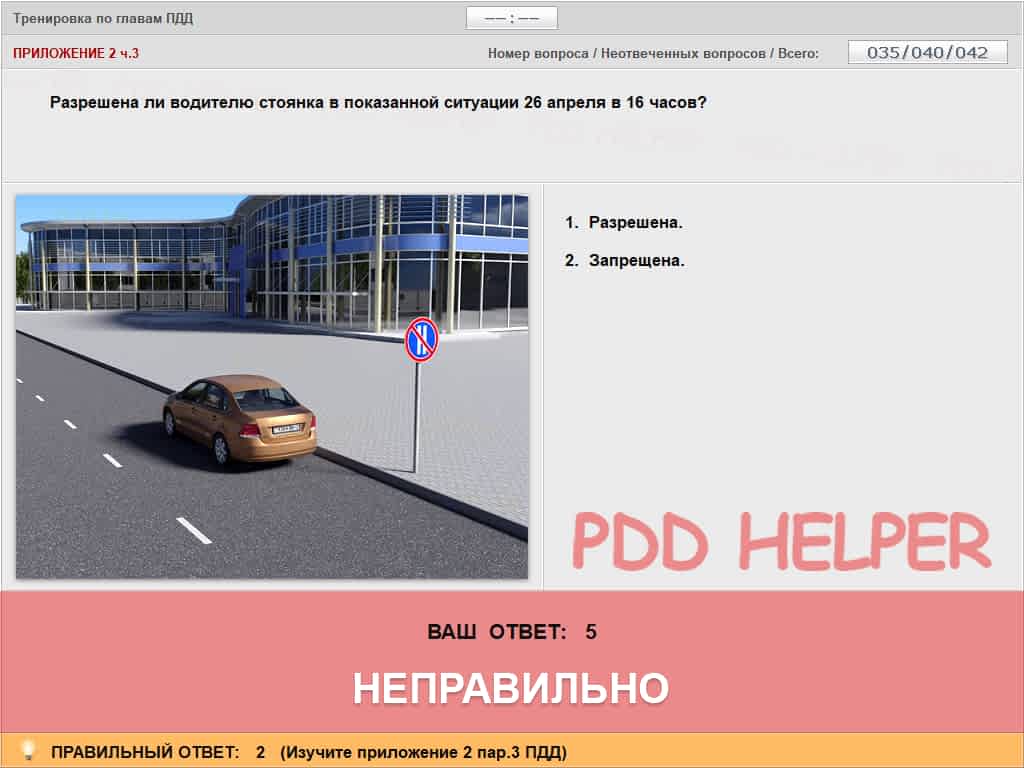 Тренировка по главам ПДД
—— : ——
ПРИЛОЖЕНИЕ 2 ч.3
Номер вопроса / Неотвеченных вопросов / Всего:
035/040/042
Разрешена ли водителю стоянка в показанной ситуации 26 апреля в 16 часов?
1. Разрешена.
2. Запрещена.
PDD HELPER
ВАШ ОТВЕТ: 5
НЕПРАВИЛЬНО
ПРАВИЛЬНЫЙ ОТВЕТ: 2 (Изучите приложение 2 пар.3 ПДД)